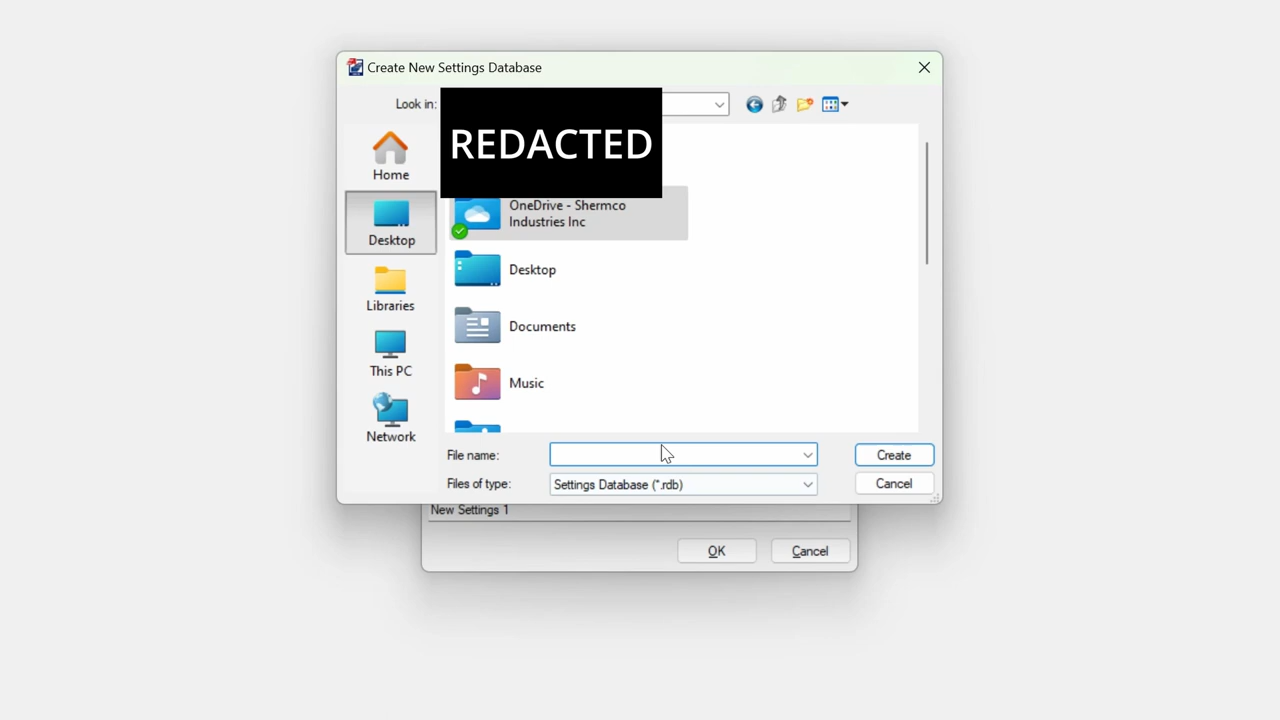 Create New Settings Database
Look in:
REDACTED
Home
Desktop
Libraries
This PC
Network
OneDrive - Shermco
Industries Inc
Desktop
Documents
Music
File name:
Create
Files of type:
Settings Database (*.rdb)
Cancel
New Settings 1
OK
Cancel